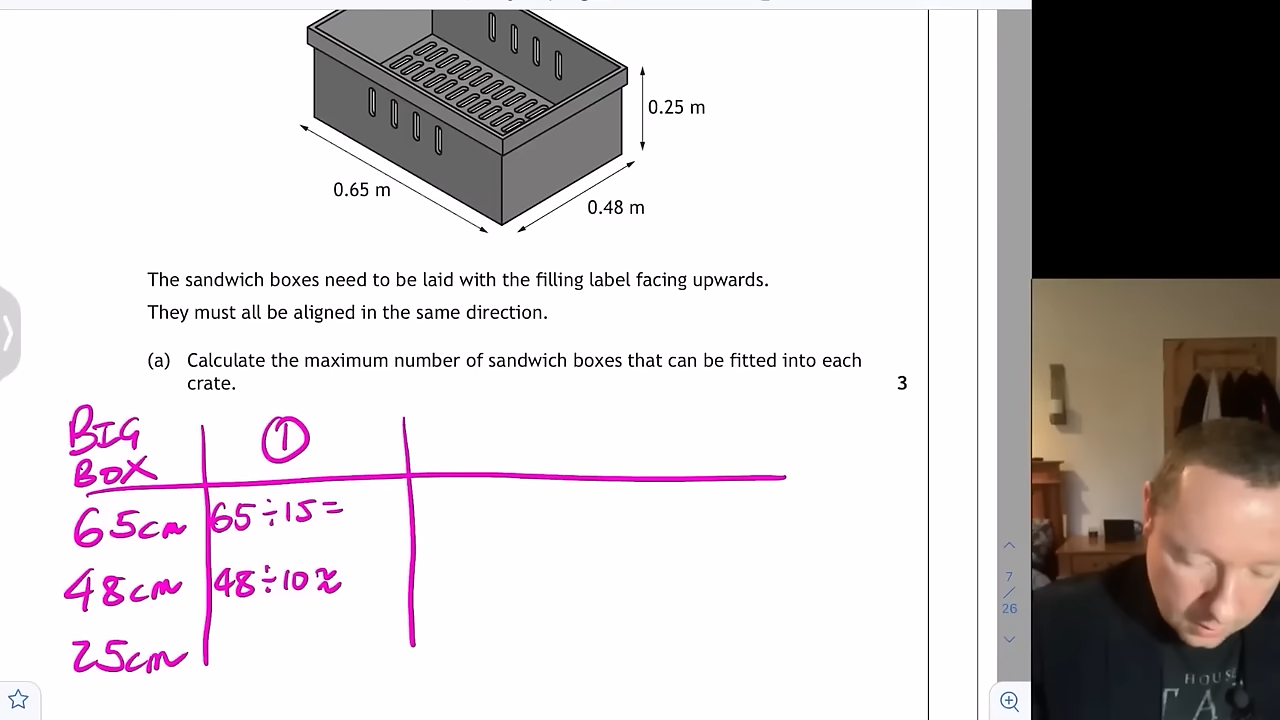 0.25 m
0.65 m
0.48 m
The sandwich boxes need to be laid with the filling label facing upwards.
They must all be aligned in the same direction.
(a) Calculate the maximum number of sandwich boxes that can be fitted into each
crate.
3
BIG
BOX
①
65cm
65÷15=
48cm
48÷10≈
25cm
7
/
26
HOUS